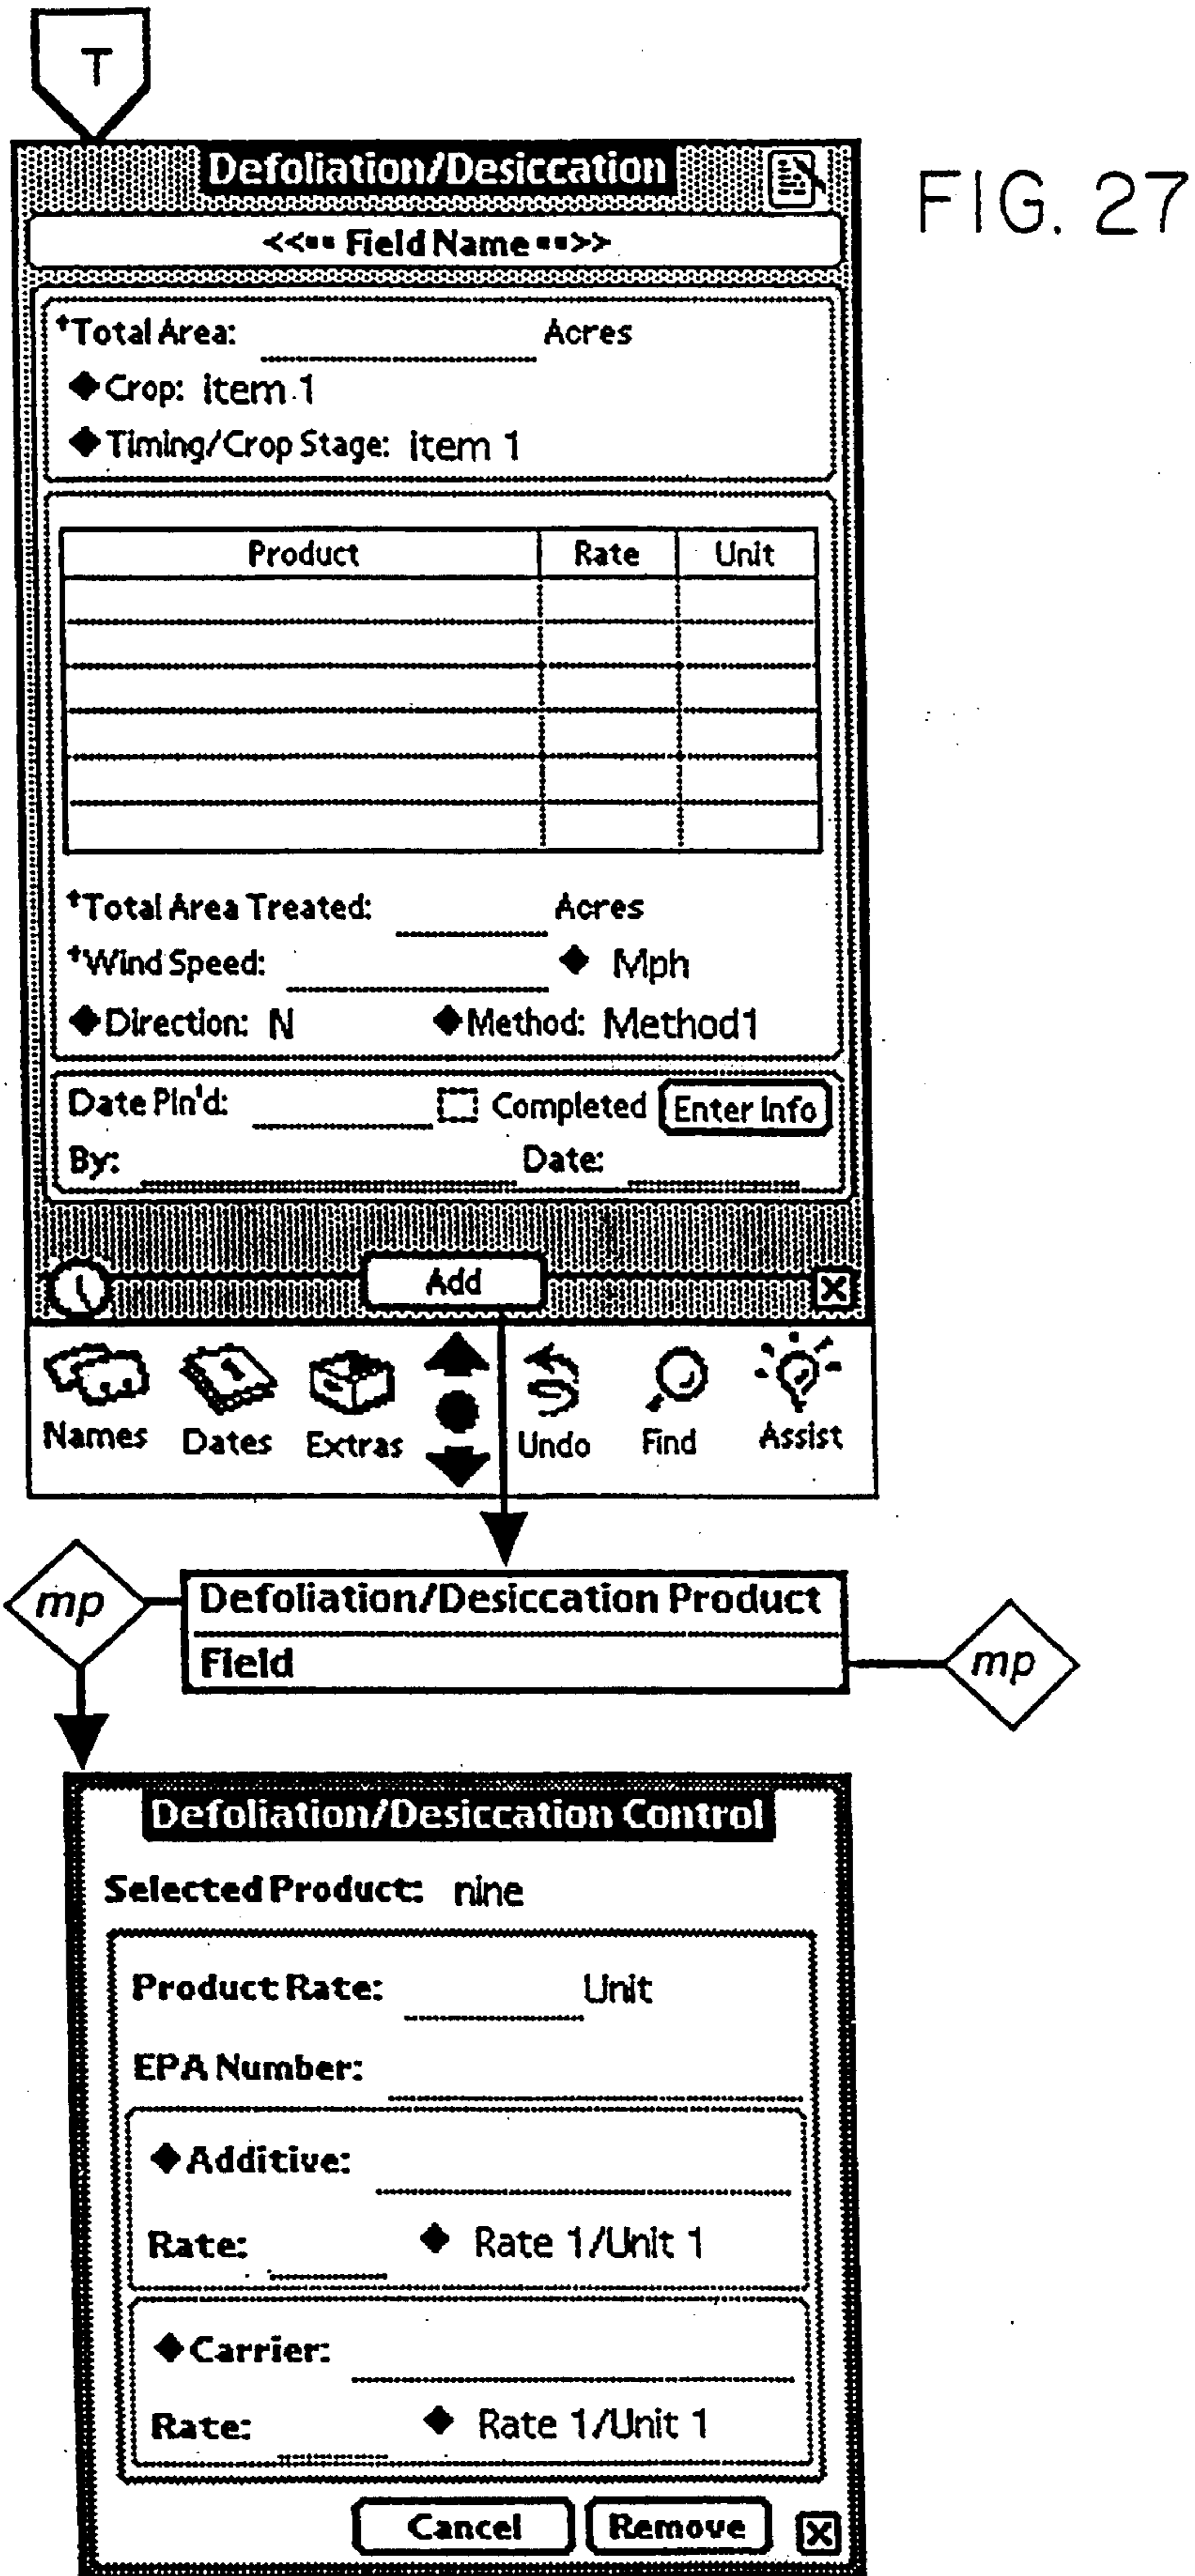 T
Defoliation/Desiccation
FIG. 27
<<•• Field Name ••>>
Total Area: Acres
◆Crop: item 1
◆Timing/Crop Stage: item 1
Product Rate Unit
Total Area Treated: Acres
Wind Speed: ◆ Mph
◆Direction: N ◆Method: Method1
Date Pln'd: Completed Enter Info
By: Date:
Add
Names Dates Extras Undo Find Assist
mp Defoliation/Desiccation Product
Field mp
Defoliation/Desiccation Control
Selected Product: nine
Product Rate: Unit
EPA Number:
◆Additive:
Rate: ◆ Rate 1/Unit 1
◆Carrier:
Rate: ◆ Rate 1/Unit 1
Cancel Remove